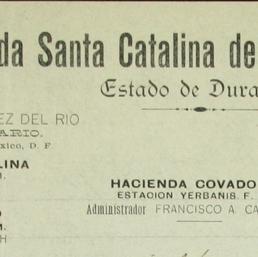 da Santa Catalina de
Estado de Dura
EZ DEL RIO
ARIO.
xico, D. F.
LINA
M.
HACIENDA COVADO
ESTACION YERBANIS. F.
Administrador FRANCISCO A. CA
O
M.
H